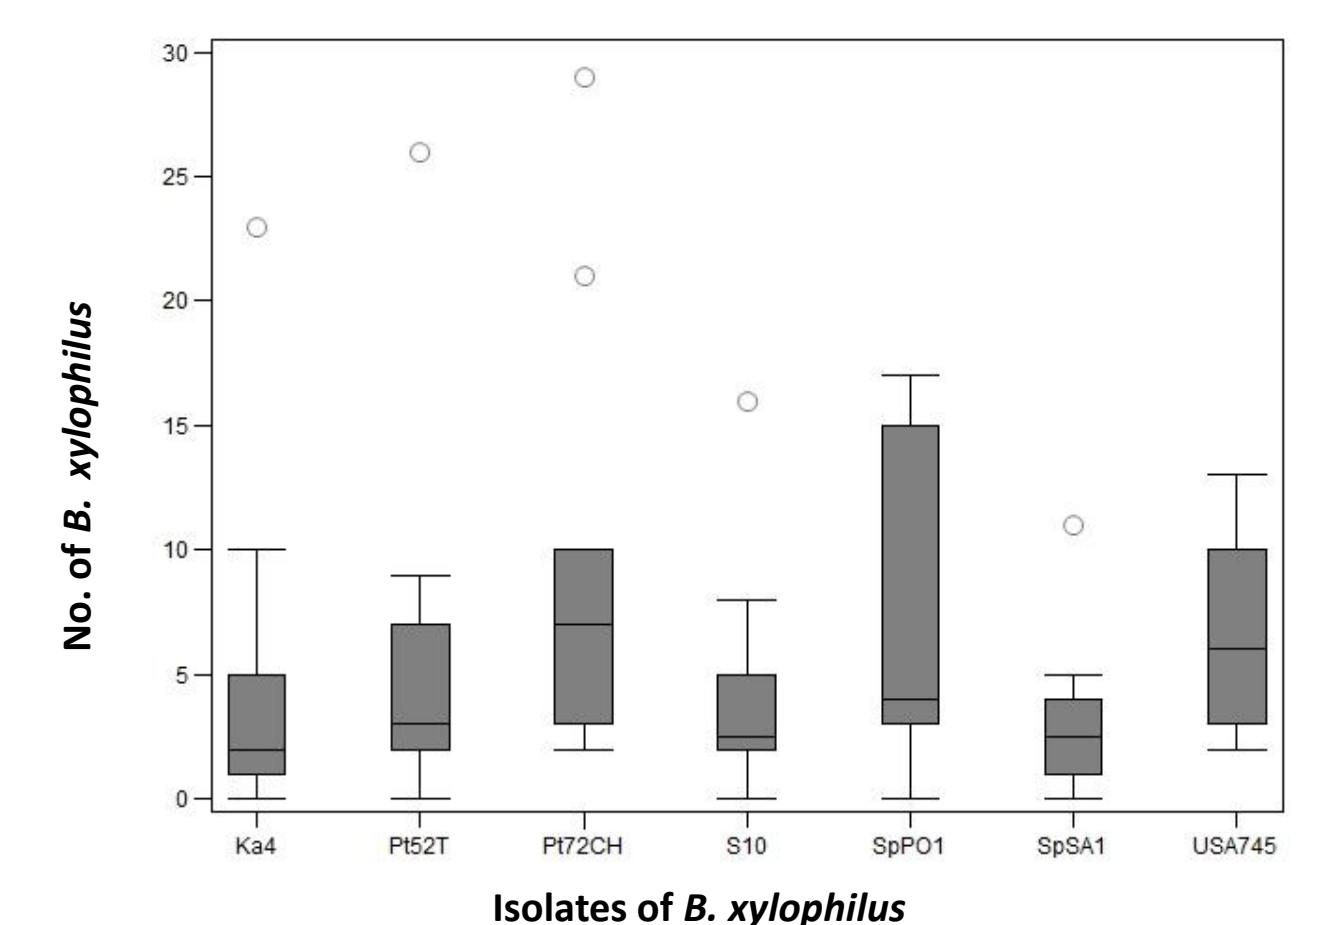 30
25
20
15
10
5
0
No. of B. xylophilus
Ka4 Pt52T Pt72CH S10 SpPO1 SpSA1 USA745
Isolates of B. xylophilus